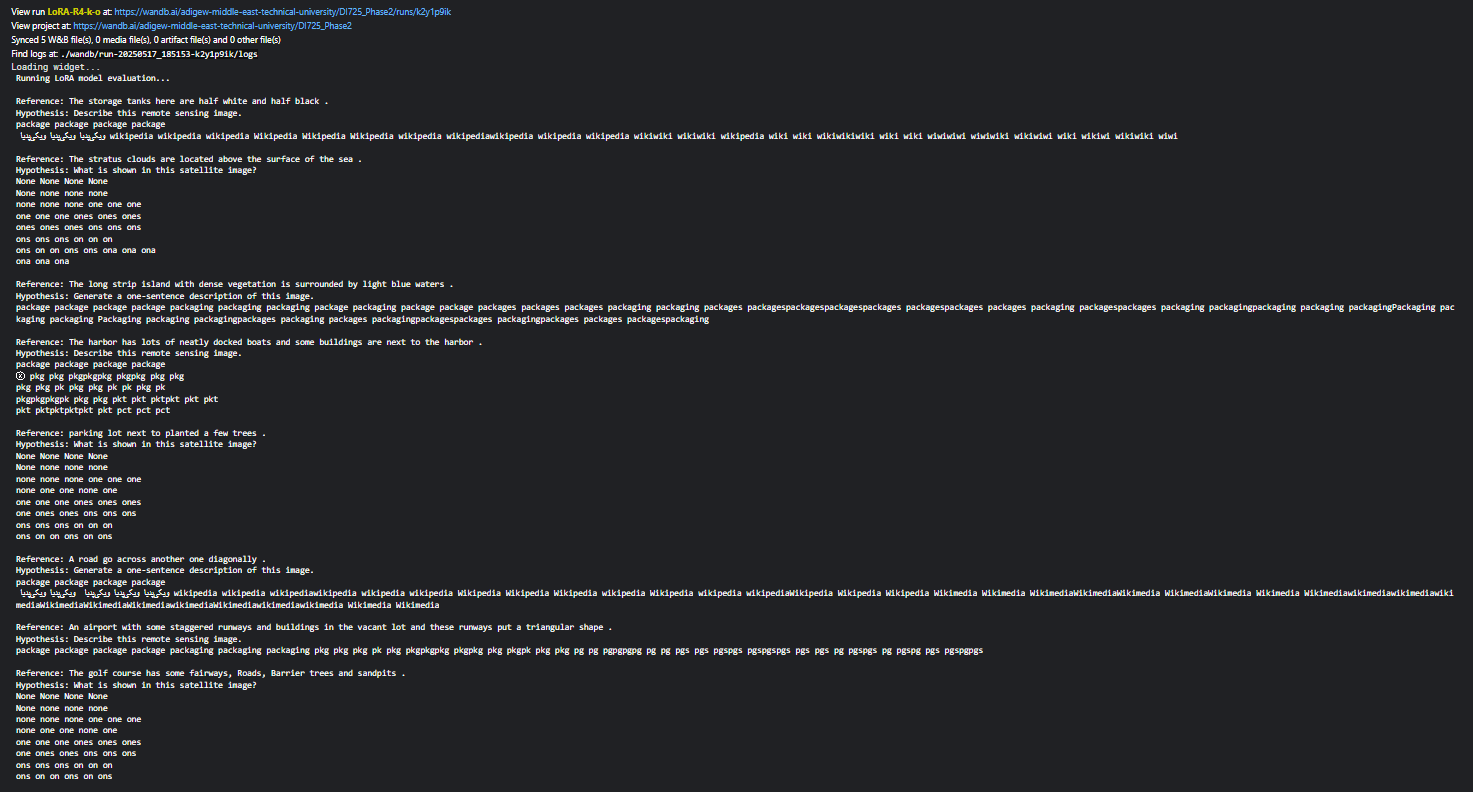 View run LoRA-R4-k-o at: https://wandb.ai/adigew-middle-east-technical-university/DI725_Phase2/runs/k2y1p9ik
View project at: https://wandb.ai/adigew-middle-east-technical-university/DI725_Phase2
Synced 5 W&B file(s), 0 media file(s), 0 artifact file(s) and 0 other file(s)
Find logs at: ./wandb/run-20250517_185153-k2y1p9ik/logs
Loading widget...
Running LoRA model evaluation...
Reference: The storage tanks here are half white and half black .
Hypothesis: Describe this remote sensing image.
package package package package
ویکی‌پدیا ویکی‌پدیا ویکی‌پدیا wikipedia wikipedia wikipedia Wikipedia Wikipedia Wikipedia wikipedia wikipediawikipedia wikipedia wikipedia wikiwiki wikiwiki wikipedia wiki wiki wikiwikiwiki wiki wiki wiwiwiwi wiwiwiki wikiwiwi wiki wikiwi wikiwiki wiwi
Reference: The stratus clouds are located above the surface of the sea .
Hypothesis: What is shown in this satellite image?
None None None None
None none none none
none none none one one one
one one one ones ones ones
ones ones ones ons ons ons
ons ons ons on on on
ons on on ons ons ona ona ona
ona ona ona
Reference: The long strip island with dense vegetation is surrounded by light blue waters .
Hypothesis: Generate a one-sentence description of this image.
package package package package packaging packaging packaging package packaging package package packages packages packages packaging packaging packages packagespackagespackagespackages packagespackages packages packaging packagespackages packaging packagingpackaging packaging packagingPackaging pac
kaging packaging Packaging packaging packagingpackages packaging packages packagingpackagespackages packagingpackages packages packagespackaging
Reference: The harbor has lots of neatly docked boats and some buildings are next to the harbor .
Hypothesis: Describe this remote sensing image.
package package package package
pkg pkg pkgpkgpkg pkgpkg pkg pkg
pkg pkg pk pkg pkg pk pk pkg pk
pkgpkgpkgpk pkg pkg pkt pkt pktpkt pkt pkt
pkt pktpktpktpkt pkt pct pct pct
Reference: parking lot next to planted a few trees .
Hypothesis: What is shown in this satellite image?
None None None None
None none none none
none none none one one one
none one one none one
one one one ones ones ones
one ones ones ons ons ons
ons ons ons on on on
ons on on ons on ons
Reference: A road go across another one diagonally .
Hypothesis: Generate a one-sentence description of this image.
package package package package
ویکی‌پدیا ویکی‌پدیا ویکی‌پدیا ویکی‌پدیا ویکی‌پدیا wikipedia wikipedia wikipediawikipedia wikipedia wikipedia Wikipedia Wikipedia Wikipedia wikipedia Wikipedia wikipedia wikipediaWikipedia Wikipedia Wikipedia Wikimedia Wikimedia WikimediaWikimediaWikimedia WikimediaWikimedia Wikimedia Wikimediawikimediawikimediawiki
mediaWikimediaWikimediaWikimediawikimediaWikimediawikimediawikimedia Wikimedia Wikimedia
Reference: An airport with some staggered runways and buildings in the vacant lot and these runways put a triangular shape .
Hypothesis: Describe this remote sensing image.
package package package package packaging packaging packaging pkg pkg pkg pk pkg pkgpkgpkg pkgpkg pkg pkgpk pkg pkg pg pg pgpgpgpg pg pg pgs pgs pgspgs pgspgspgs pgs pgs pg pgspgs pg pgspg pgs pgspgpgs
Reference: The golf course has some fairways, Roads, Barrier trees and sandpits .
Hypothesis: What is shown in this satellite image?
None None None None
None none none none
none none none one one one
none one one none one
one one one ones ones ones
one ones ones ons ons ons
ons ons ons on on on
ons on on ons on ons